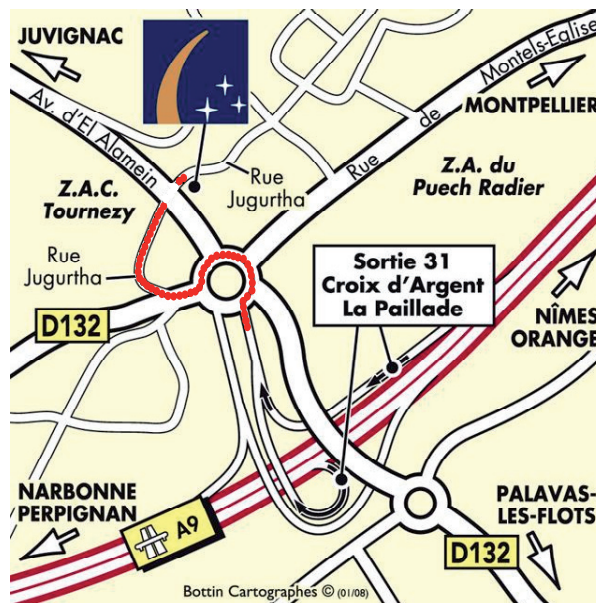 JUVIGNAC
Av. d'El Alamein
Rue de Montels-Eglise
MONTPELLIER
Z.A.C.
Tournezy
Rue
Jugurtha
Z.A. du
Puech Radier
Rue
Jugurtha
Sortie 31
Croix d'Argent
La Paillade
D132
NÎMES
ORANGE
NARBONNE
PERPIGNAN
A9
PALAVAS-
LES-FLOTS
D132
Bottin Cartographes © (01/08)